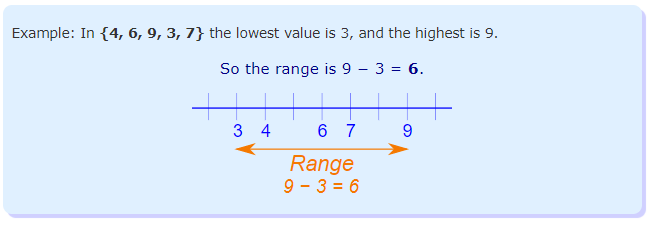 Example: In {4, 6, 9, 3, 7} the lowest value is 3, and the highest is 9.
So the range is 9 − 3 = 6.
3 4 6 7 9
Range
9 − 3 = 6